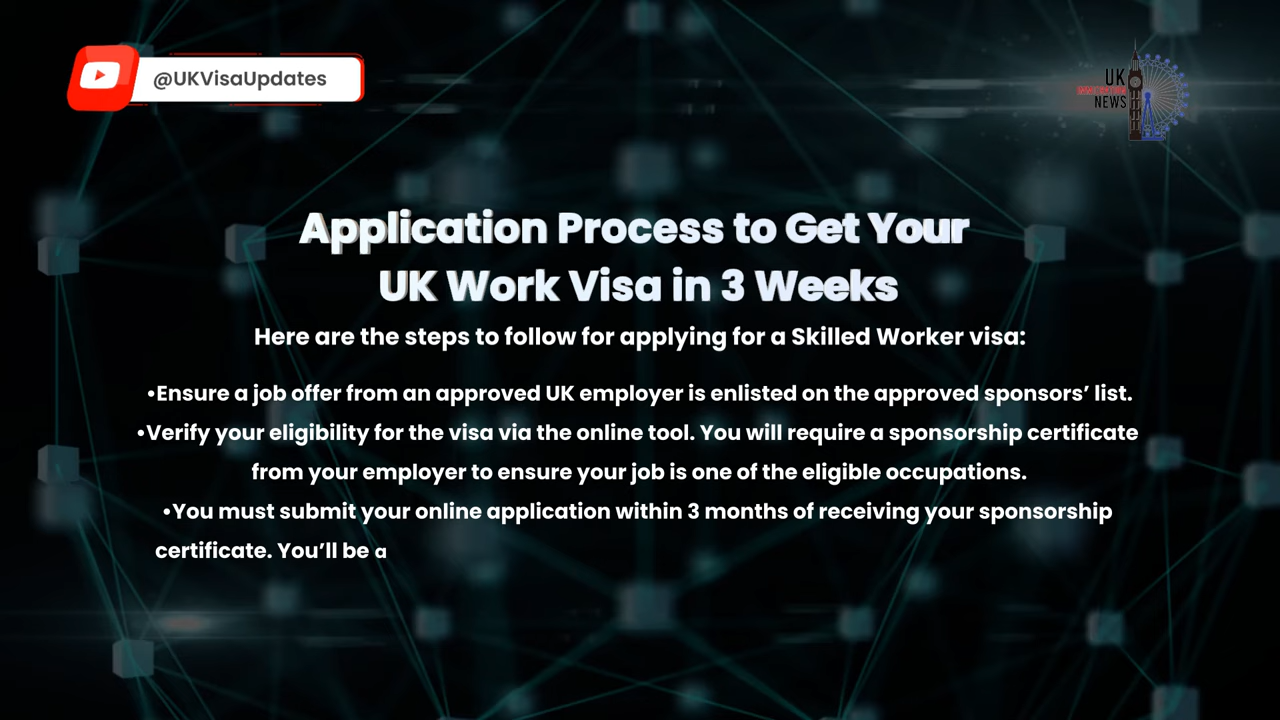 @UKVisaUpdates
UK
IMMIGRATION
NEWS
Application Process to Get Your
UK Work Visa in 3 Weeks
Here are the steps to follow for applying for a Skilled Worker visa:
•Ensure a job offer from an approved UK employer is enlisted on the approved sponsors’ list.
•Verify your eligibility for the visa via the online tool. You will require a sponsorship certificate
from your employer to ensure your job is one of the eligible occupations.
•You must submit your online application within 3 months of receiving your sponsorship
certificate. You’ll be a